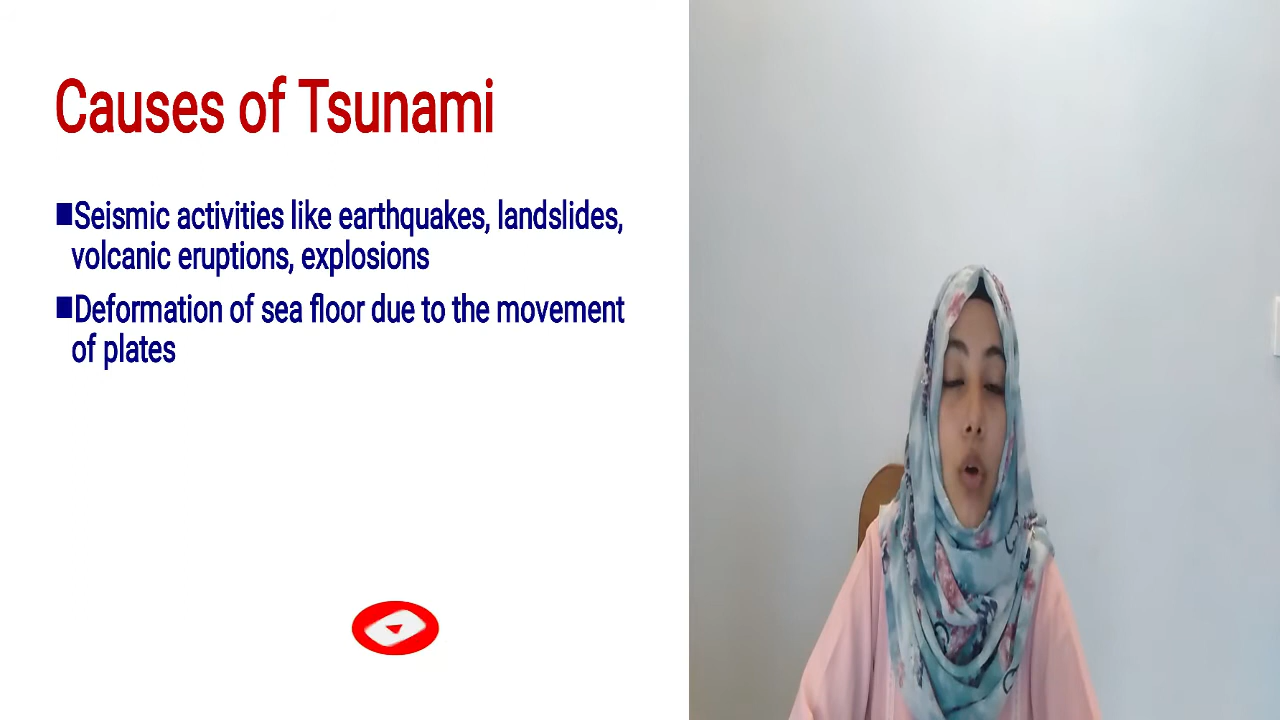 Causes of Tsunami
■Seismic activities like earthquakes, landslides,
volcanic eruptions, explosions
■Deformation of sea floor due to the movement
of plates